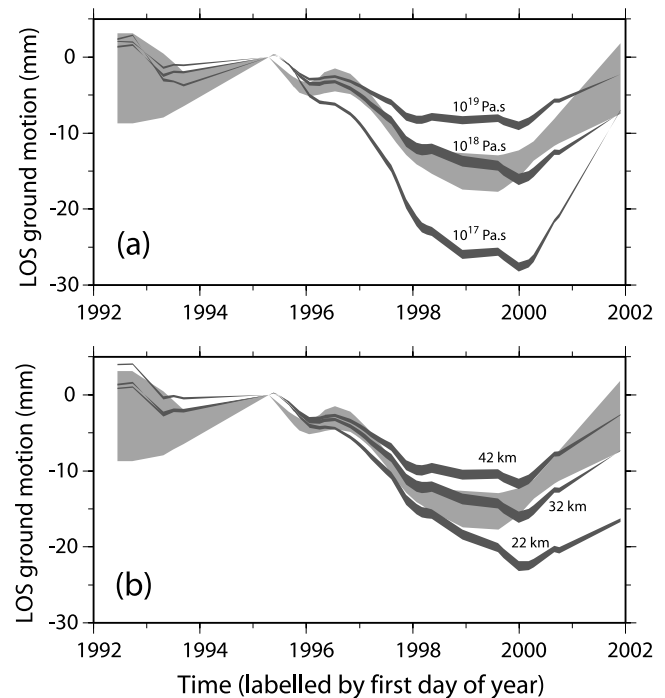 0
10¹⁹ Pa.s
-10
10¹⁸ Pa.s
-20
10¹⁷ Pa.s
(a)
-30
LOS ground motion (mm)
1992 1994 1996 1998 2000 2002
0
42 km
-10
32 km
22 km
-20
(b)
-30
LOS ground motion (mm)
1992 1994 1996 1998 2000 2002
Time (labelled by first day of year)